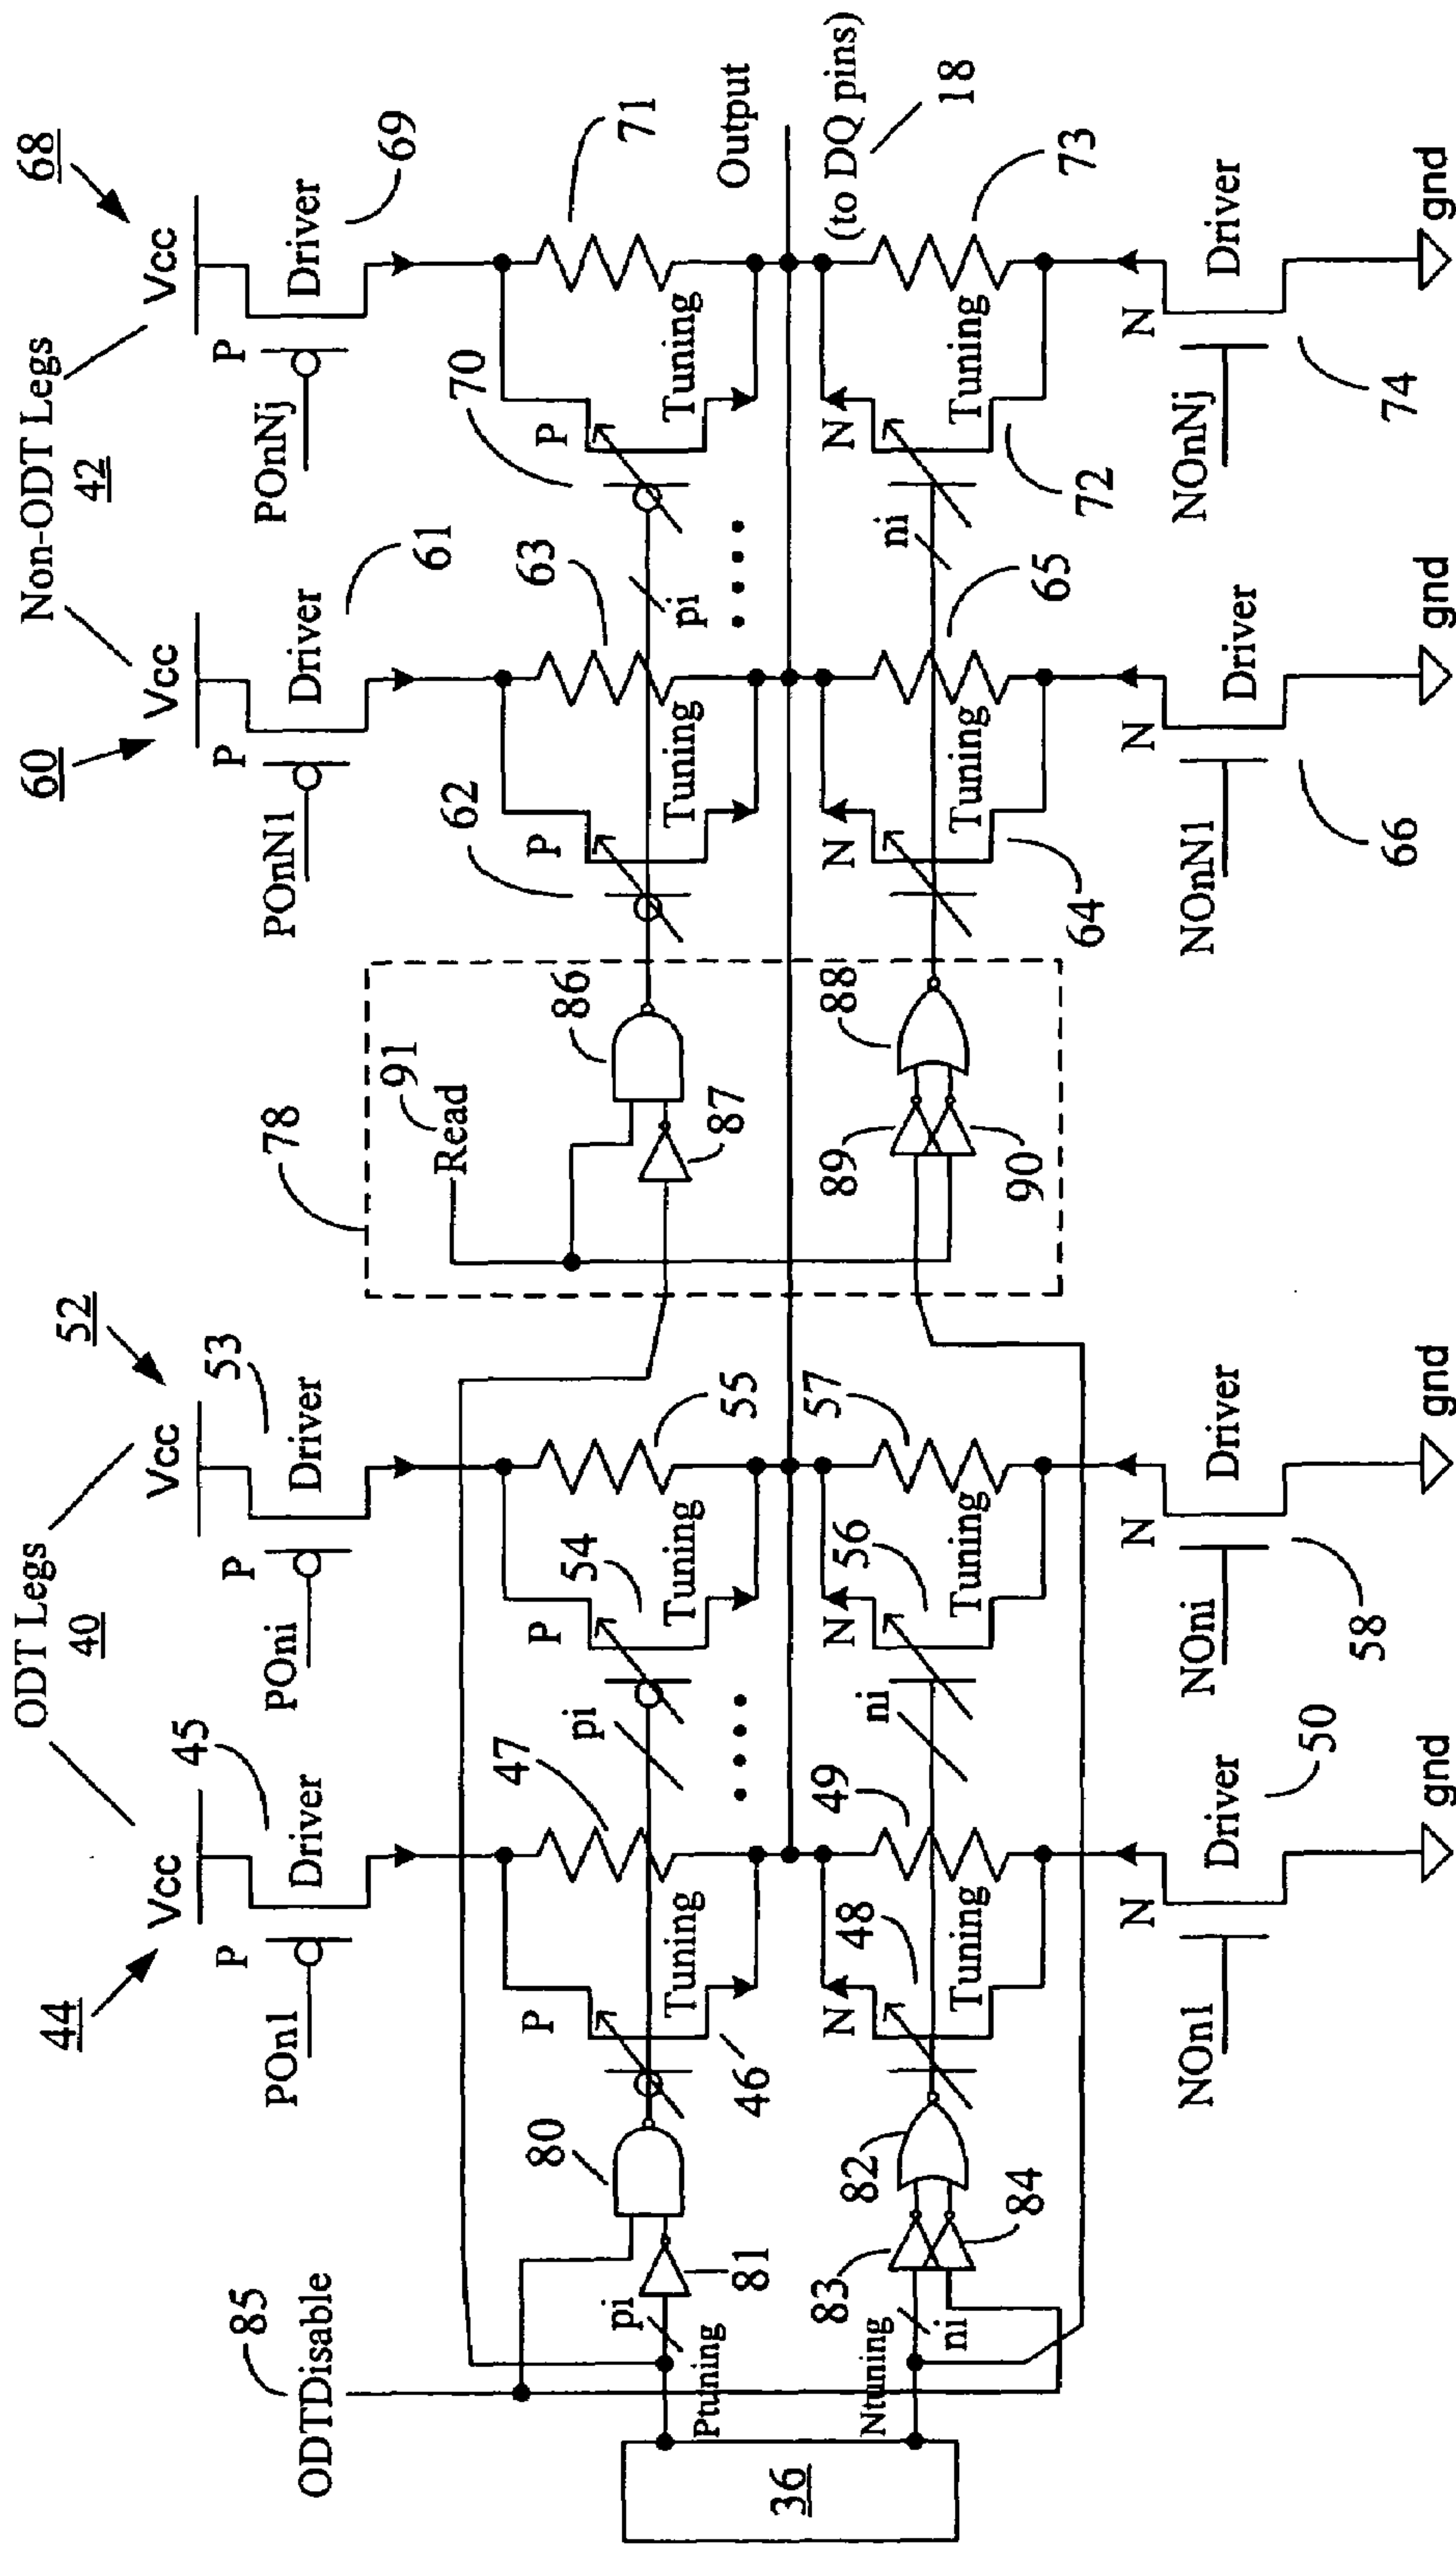 44
ODT Legs
40
52
60
Non-ODT Legs
42
68
Vcc
45
Vcc
53
Vcc
Vcc
P
Driver
P
Driver
P
Driver
61
P
Driver
69
POn1
POni
POnN1
POnNj
85
ODTDisable
78
91
Read
80
P
47
pi
P
54
55
86
62
P
63
pi
70
P
71
pi
81
46
Tuning
Tuning
87
Tuning
Tuning
Ptuning
Output
36
Ntuning
ni
83
82
84
N
48
49
Tuning
ni
N
56
57
Tuning
89
90
88
N
64
Tuning
65
ni
N
72
Tuning
73
(to DQ pins)
18
N
Driver
50
N
Driver
58
N
Driver
66
N
Driver
74
NOn1
NOni
NOnN1
NOnNj
gnd
gnd
gnd
gnd